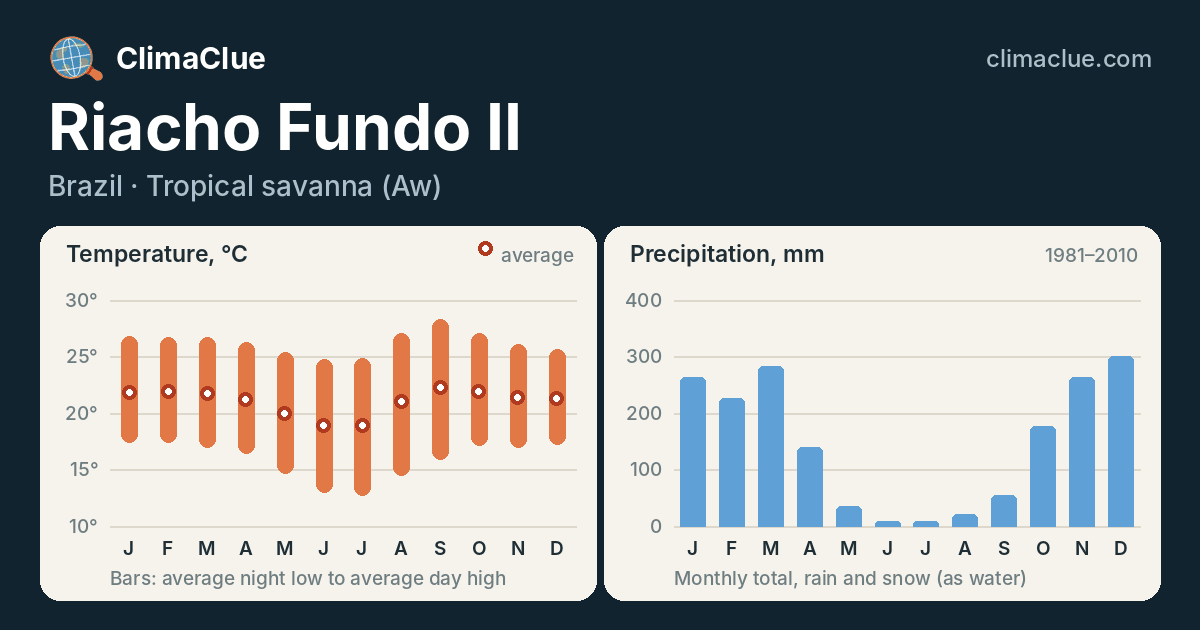 ClimaClue
climaclue.com
Riacho Fundo II
Brazil · Tropical savanna (Aw)
Temperature, °C
average
30°
25°
20°
15°
10°
J F M A M J J A S O N D
Bars: average night low to average day high
Precipitation, mm
1981–2010
400
300
200
100
0
J F M A M J J A S O N D
Monthly total, rain and snow (as water)